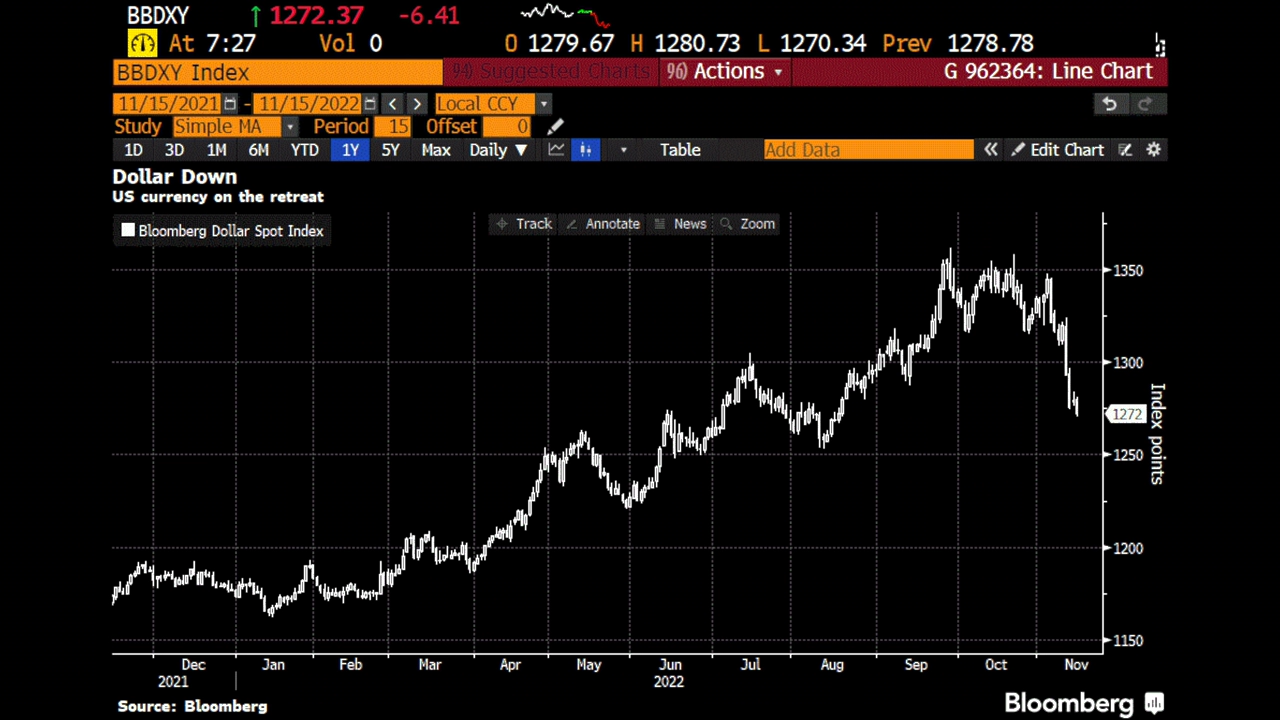 BBDXY ↑ 1272.37 -6.41
At 7:27 Vol 0 O 1279.67 H 1280.73 L 1270.34 Prev 1278.78
BBDXY Index 94) Suggested Charts 96) Actions ▾ G 962364: Line Chart
11/15/2021 - 11/15/2022 < > Local CCY ▾
Study Simple MA ▾ Period 15 Offset 0
1D 3D 1M 6M YTD 1Y 5Y Max Daily ▼ ▾ Table Add Data « Edit Chart
Dollar Down
US currency on the retreat
Bloomberg Dollar Spot Index
Track Annotate News Zoom
1350
1300
1272
1250
1200
1150
Index points
Dec Jan Feb Mar Apr May Jun Jul Aug Sep Oct Nov
2021 2022
Source: Bloomberg
Bloomberg